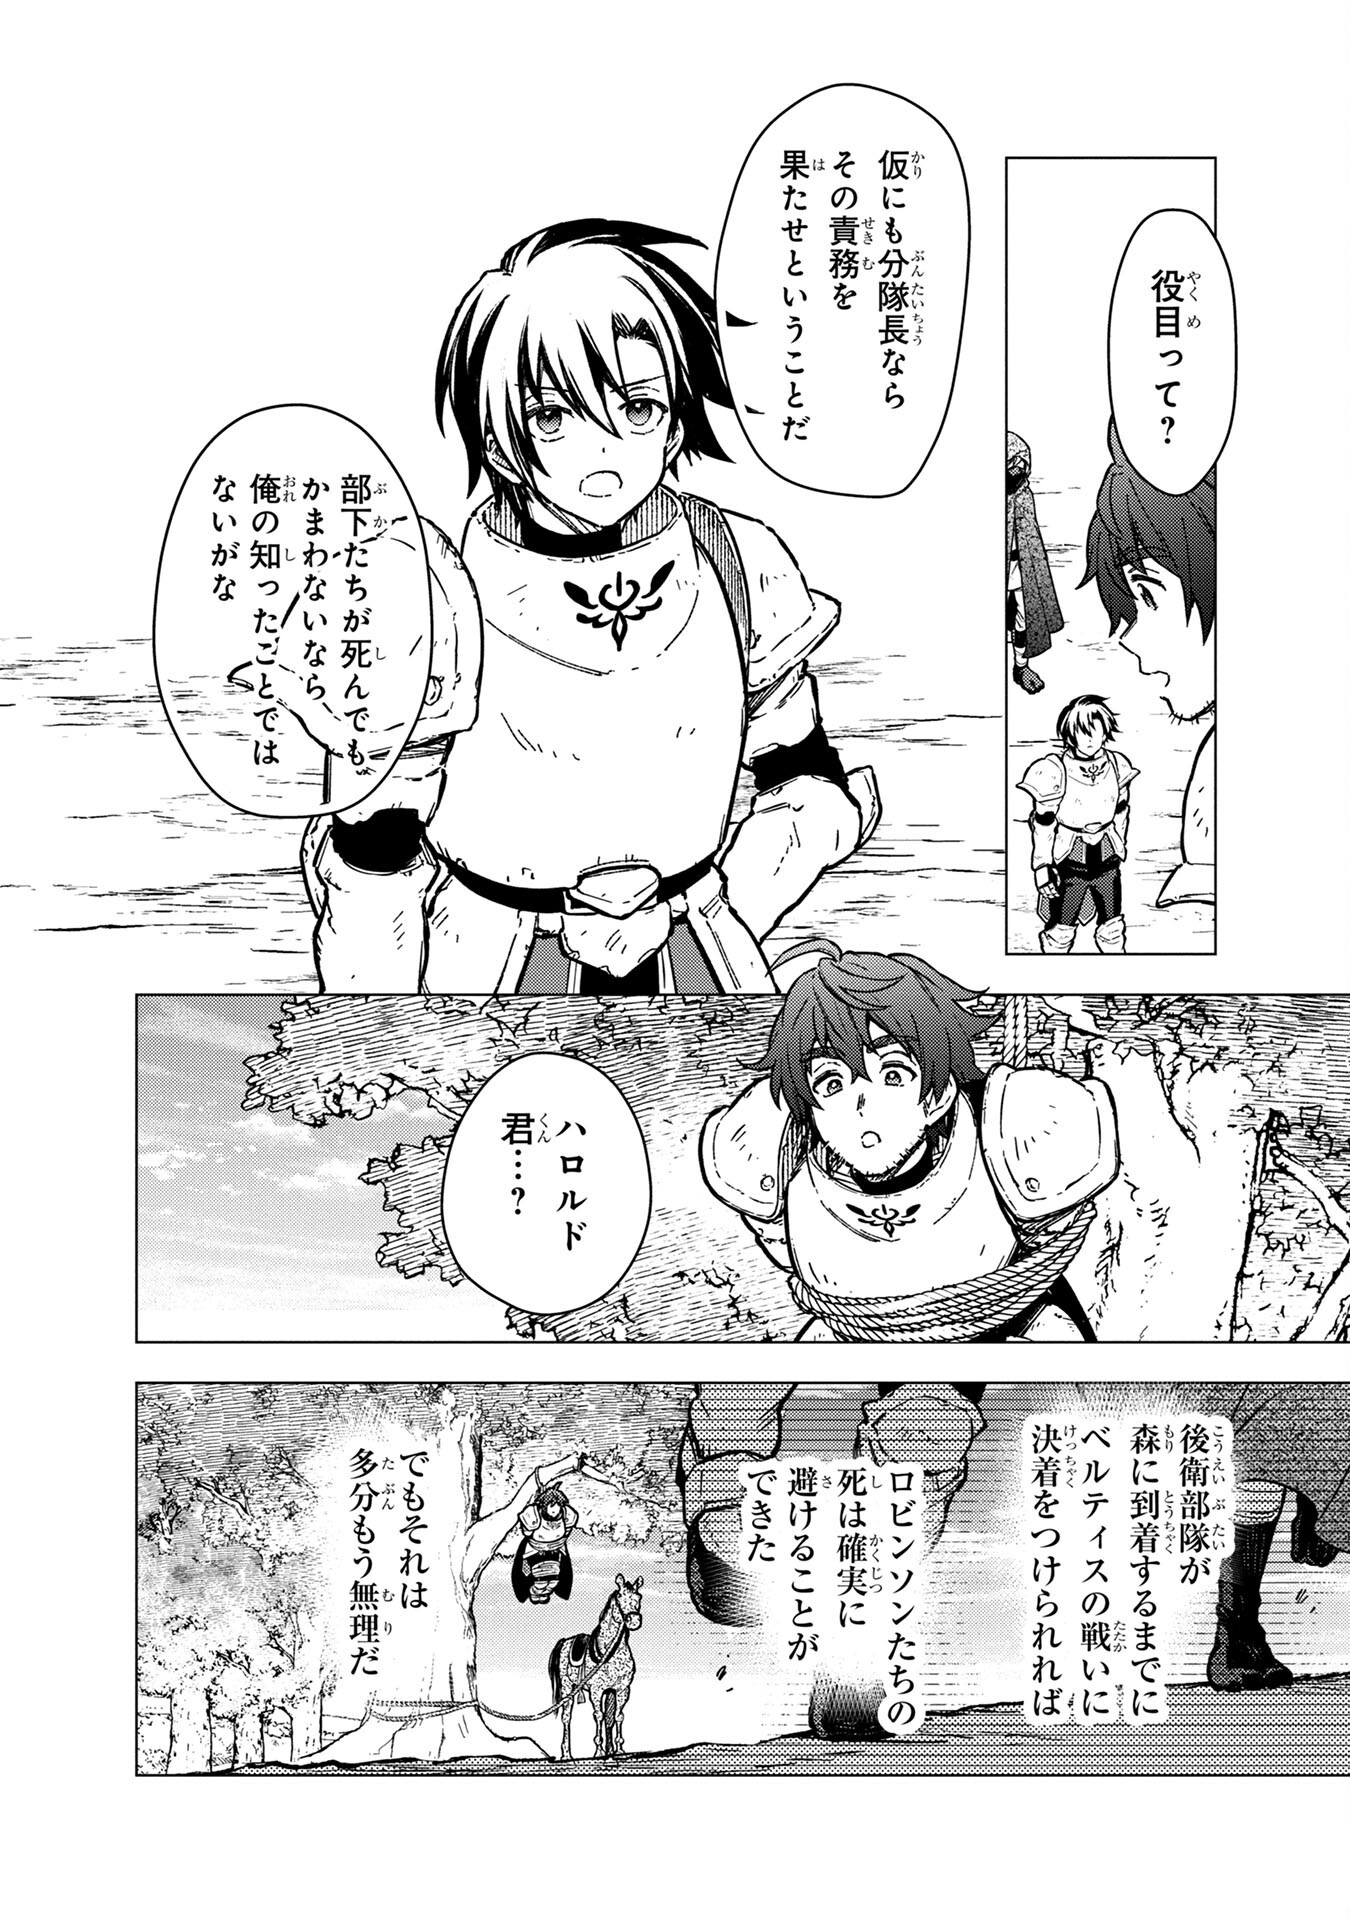 役目って？
仮にも分隊長なら
その責務を
果たせということだ
部下たちが死んでも
かまわないなら
俺の知ったことでは
ないがな
ハロルド
君…？
後衛部隊が
森に到着するまでに
ベルティスの戦いに
決着をつけられれば
ロビンソンたちの
死は確実に
避けることが
できた
でもそれは
多分もう無理だ